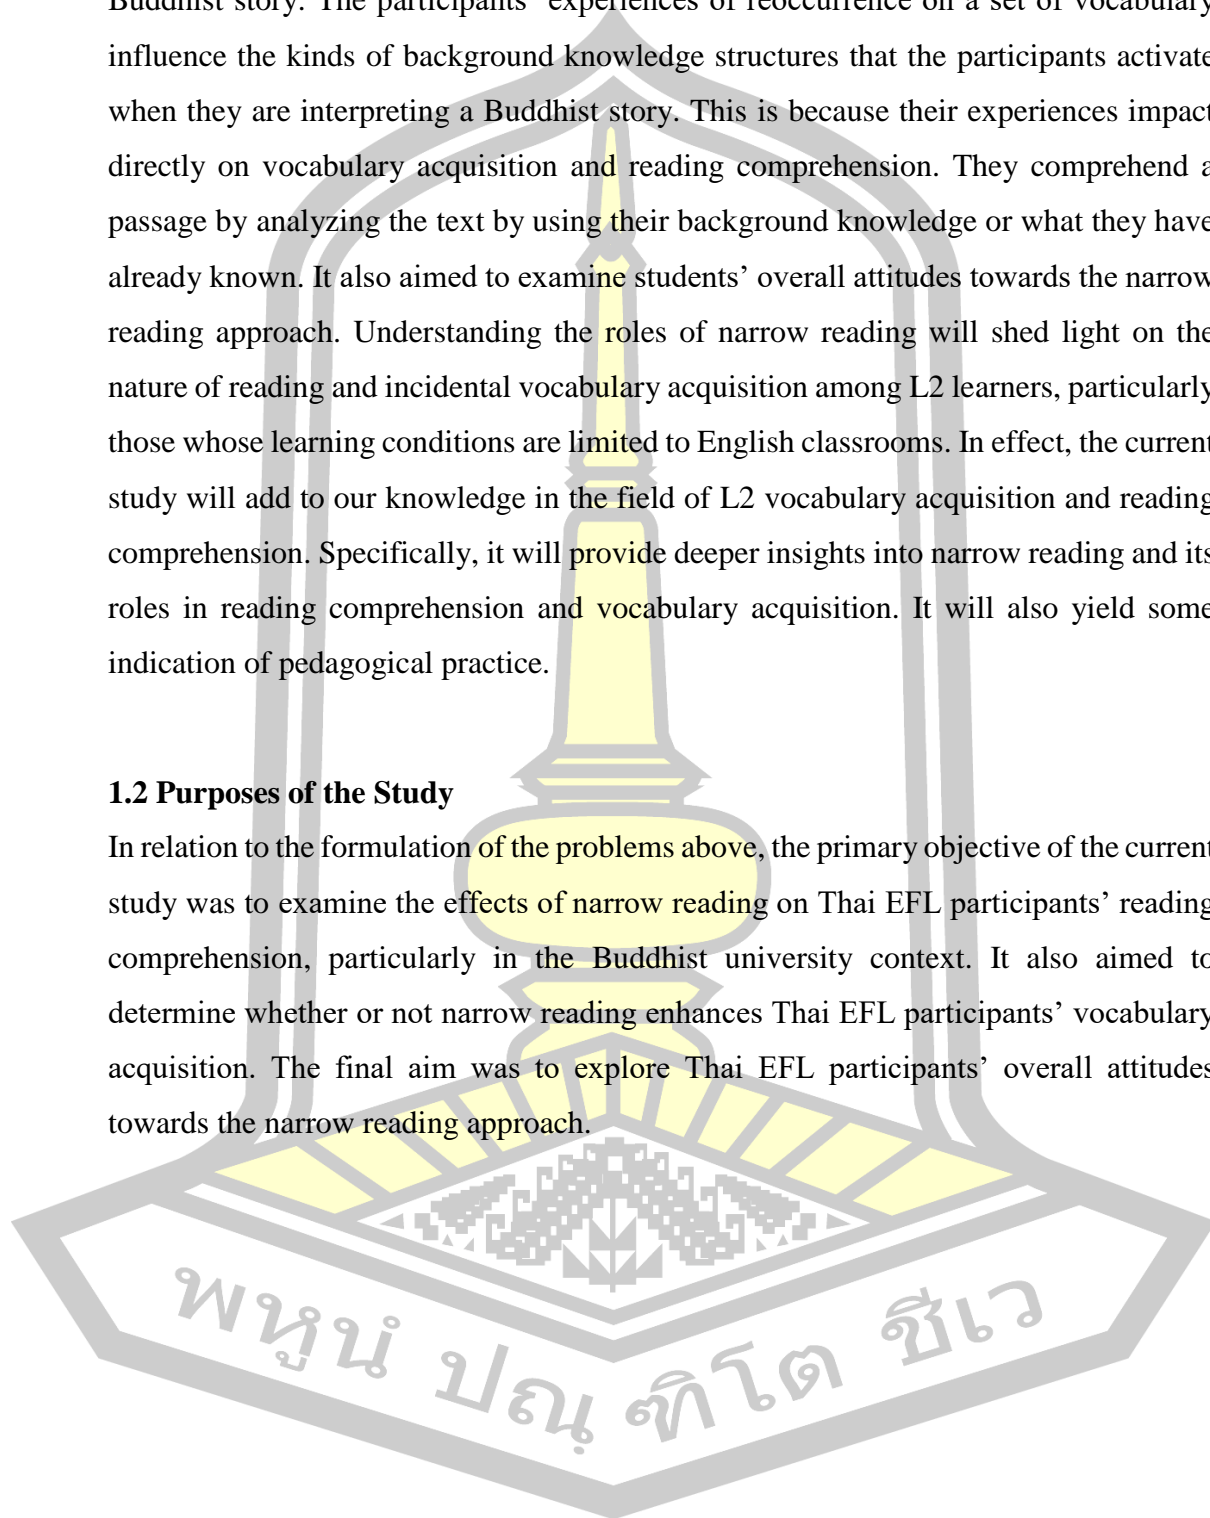 Buddhist story. The participants’ experiences of reoccurrence on a set of vocabulary
influence the kinds of background knowledge structures that the participants activate
when they are interpreting a Buddhist story. This is because their experiences impact
directly on vocabulary acquisition and reading comprehension. They comprehend a
passage by analyzing the text by using their background knowledge or what they have
already known. It also aimed to examine students’ overall attitudes towards the narrow
reading approach. Understanding the roles of narrow reading will shed light on the
nature of reading and incidental vocabulary acquisition among L2 learners, particularly
those whose learning conditions are limited to English classrooms. In effect, the current
study will add to our knowledge in the field of L2 vocabulary acquisition and reading
comprehension. Specifically, it will provide deeper insights into narrow reading and its
roles in reading comprehension and vocabulary acquisition. It will also yield some
indication of pedagogical practice.
1.2 Purposes of the Study
In relation to the formulation of the problems above, the primary objective of the current
study was to examine the effects of narrow reading on Thai EFL participants’ reading
comprehension, particularly in the Buddhist university context. It also aimed to
determine whether or not narrow reading enhances Thai EFL participants’ vocabulary
acquisition. The final aim was to explore Thai EFL participants’ overall attitudes
towards the narrow reading approach.
พหูนํ ปณฺฑิโต ชีเว